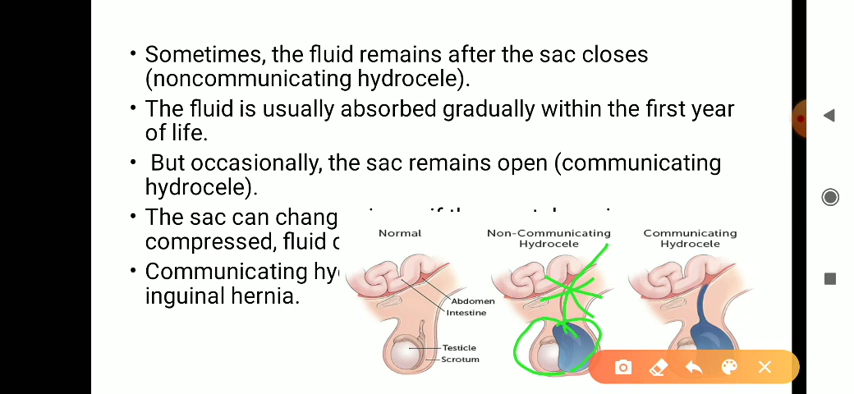 • Sometimes, the fluid remains after the sac closes
(noncommunicating hydrocele).
• The fluid is usually absorbed gradually within the first year
of life.
• But occasionally, the sac remains open (communicating
hydrocele).
• The sac can chang
compressed, fluid c
• Communicating hy
inguinal hernia.
Normal
Non-Communicating
Hydrocele
Communicating
Hydrocele
Abdomen
Intestine
Testicle
Scrotum